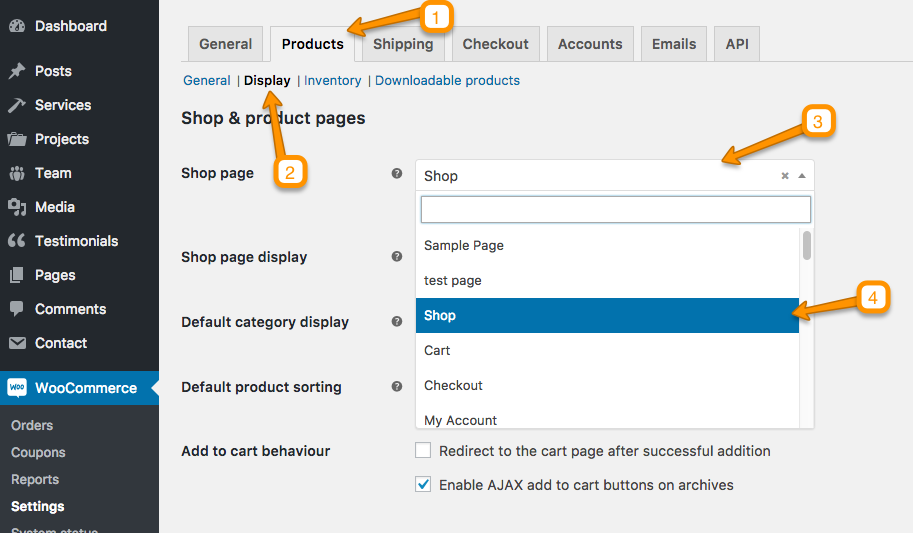 Dashboard
Posts
Services
Projects
Team
Media
Testimonials
Pages
Comments
Contact
woo WooCommerce
Orders
Coupons
Reports
Settings
System status
1
General Products Shipping Checkout Accounts Emails API
General | Display | Inventory | Downloadable products
2
Shop & product pages
3
Shop page ? Shop ×
Sample Page
test page
Shop page display ?
Shop
4
Default category display ?
Cart
Checkout
Default product sorting ?
My Account
Add to cart behaviour Redirect to the cart page after successful addition
Enable AJAX add to cart buttons on archives